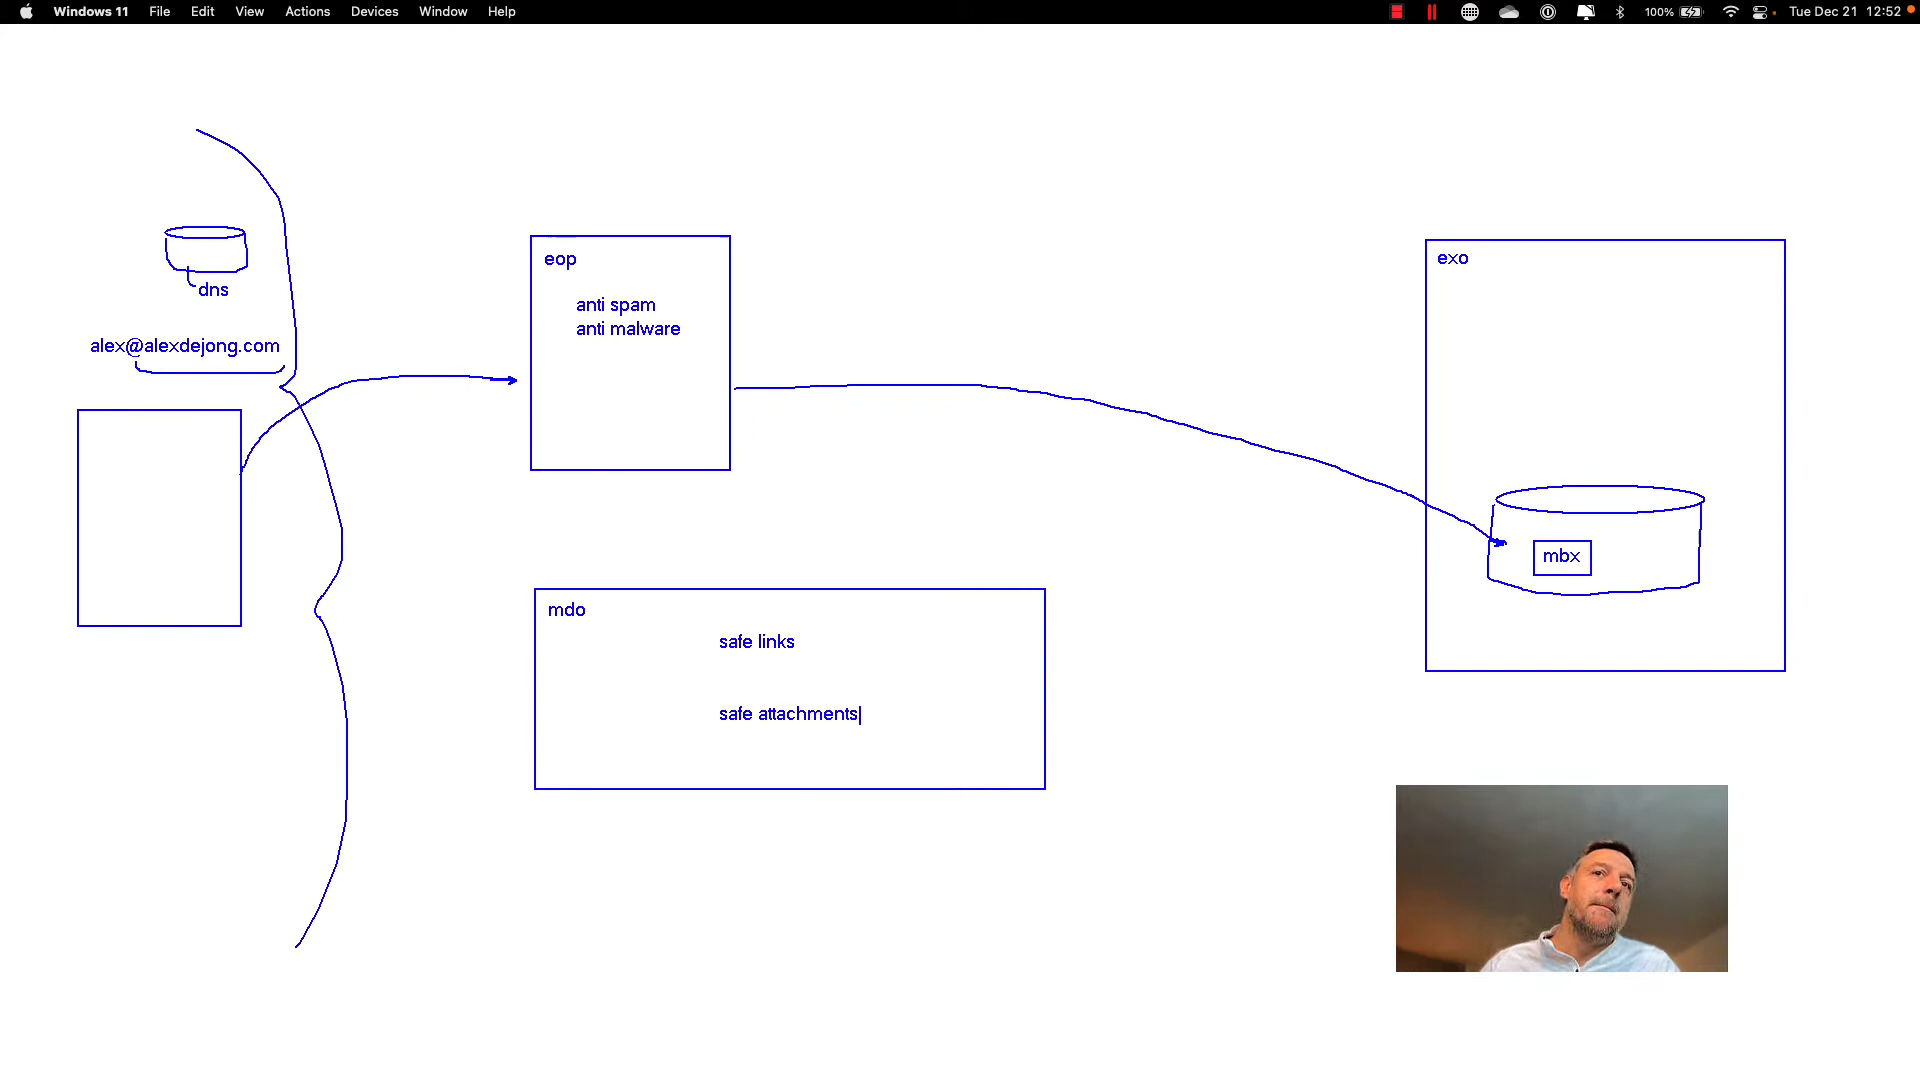 Windows 11 File Edit View Actions Devices Window Help 100% Tue Dec 21 12:52
dns
alex@alexdejong.com
eop
anti spam
anti malware
mdo
safe links
safe attachments
exo
mbx